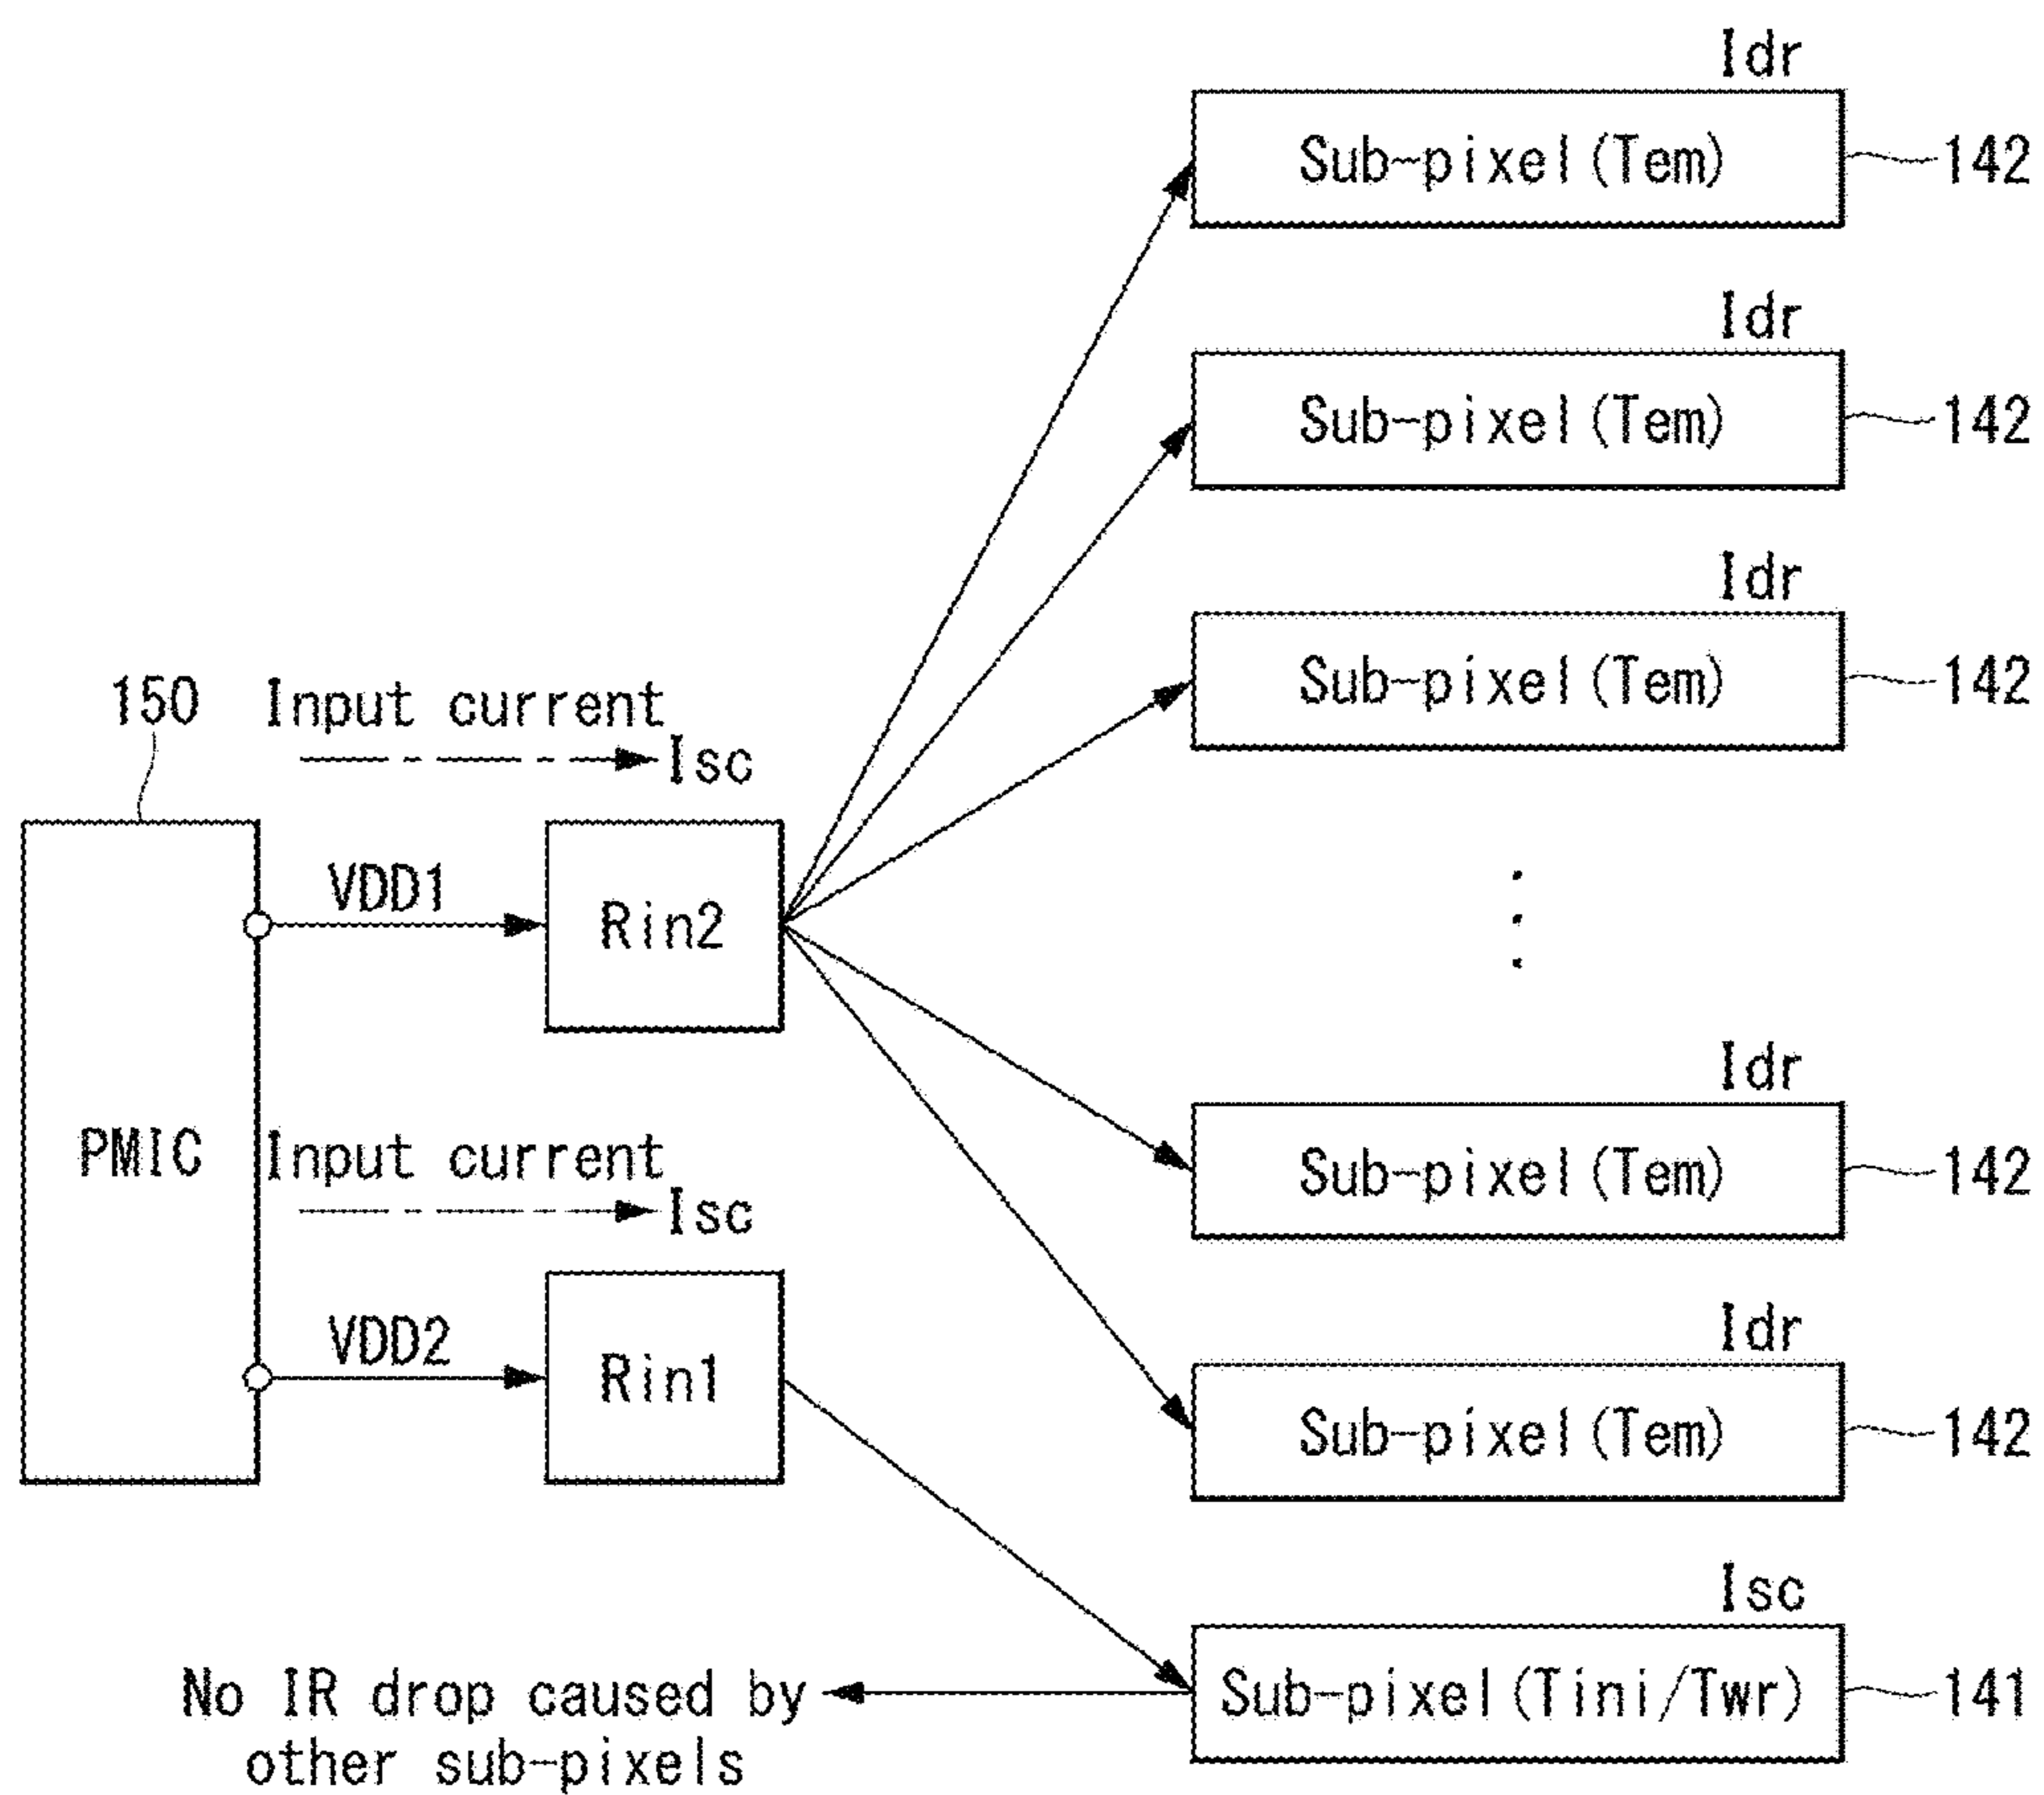 Idr
Sub-pixel(Tem)
142
Idr
Sub-pixel(Tem)
142
Idr
Sub-pixel(Tem)
142
150
Input current
Isc
VDD1
Rin2
Idr
PMIC
Input current
Sub-pixel(Tem)
142
Isc
VDD2
Rin1
Idr
Sub-pixel(Tem)
142
Isc
No IR drop caused by
other sub-pixels
Sub-pixel(Tini/Twr)
141